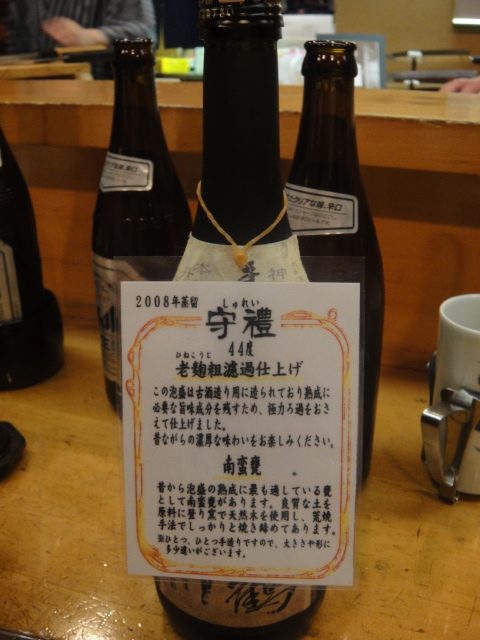 2008年蒸留
しゅれい
守禮
44度
ひねこうじ
老麹粗濾過仕上げ
この泡盛は古酒造り用に造られており熟成に
必要な旨味成分を残すため、極力ろ過をおさ
えて仕上げました。
昔ながらの濃厚な味わいをお楽しみください。
南蛮甕
昔から泡盛の熟成に最も適している甕
として南蛮甕があります。良質な土を
原料に登り窯で天然木を使用し、荒焼
手法でしっかりと焼き締めてあります。
※ひとつ、ひとつ手造りですので、大きさや形に
多少違いがございます。
クリアな味、辛口